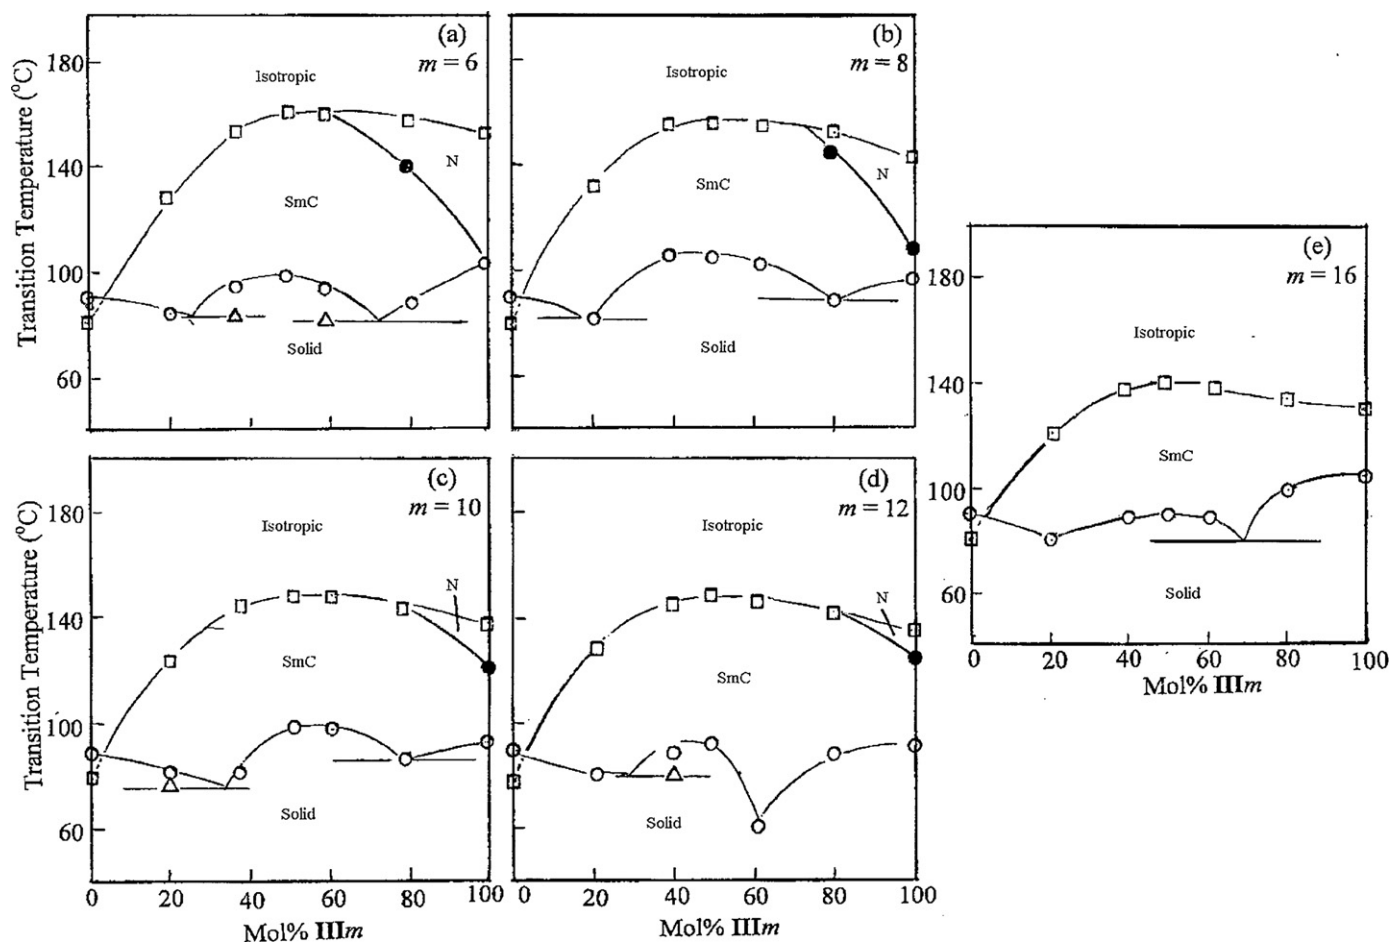 Transition Temperature (°C)
180
140
100
60
(a)
m = 6
Isotropic
N
SmC
Solid
(b)
m = 8
Isotropic
N
SmC
Solid
Transition Temperature (°C)
180
140
100
60
(c)
m = 10
Isotropic
N
SmC
Solid
0 20 40 60 80 100
Mol% IIIm
(d)
m = 12
Isotropic
N
SmC
Solid
0 20 40 60 80 100
Mol% IIIm
180
140
100
60
(e)
m = 16
Isotropic
SmC
Solid
0 20 40 60 80 100
Mol% IIIm